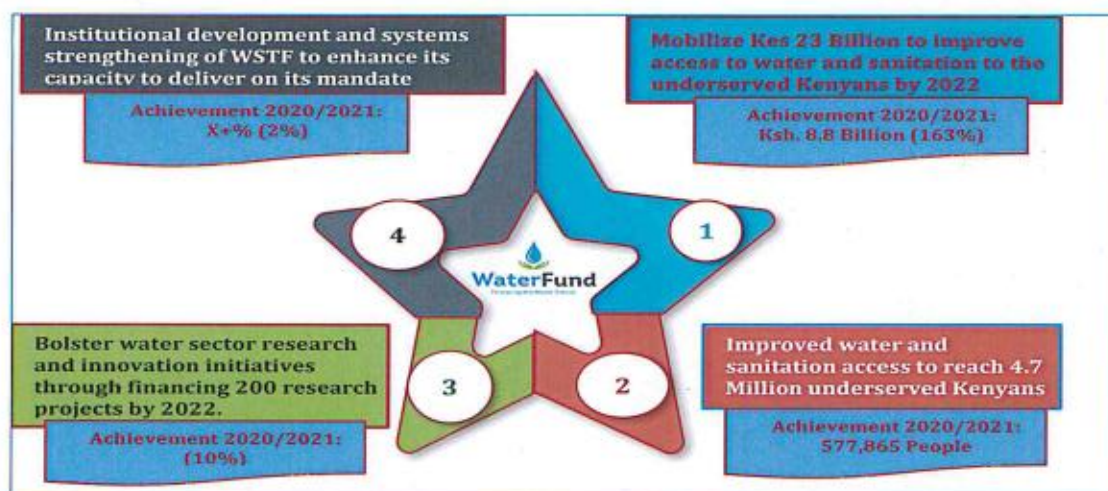 Institutional development and systems
strengthening of WSTF to enhance its
capacity to deliver on its mandate
Achievement 2020/2021:
X+% (2%)
Mobilize Kes 23 Billion to improve
access to water and sanitation to the
underserved Kenyans by 2022
Achievement 2020/2021:
Ksh. 8.8 Billion (163%)
4
1
WaterFund
Bolster water sector research
and innovation initiatives
through financing 200 research
projects by 2022.
Achievement 2020/2021:
(10%)
3
2
Improved water and
sanitation access to reach 4.7
Million underserved Kenyans
Achievement 2020/2021:
577,865 People